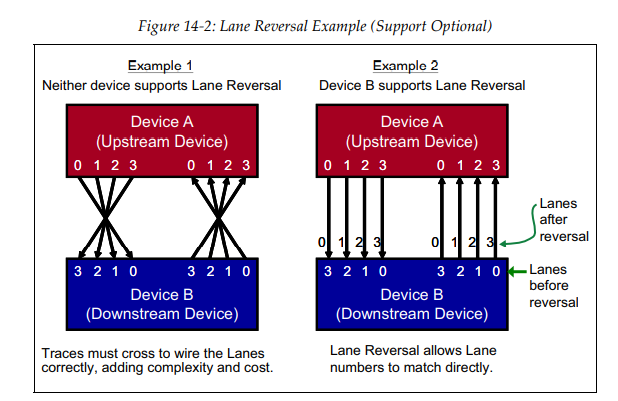 Figure 14-2: Lane Reversal Example (Support Optional)
Example 1
Neither device supports Lane Reversal
Device A
(Upstream Device)
0 1 2 3 0 1 2 3
3 2 1 0 3 2 1 0
Device B
(Downstream Device)
Traces must cross to wire the Lanes
correctly, adding complexity and cost.
Example 2
Device B supports Lane Reversal
Device A
(Upstream Device)
0 1 2 3 0 1 2 3
0 1 2 3 0 1 2 3
3 2 1 0 3 2 1 0
Device B
(Downstream Device)
Lane Reversal allows Lane
numbers to match directly.
Lanes
after
reversal
Lanes
before
reversal